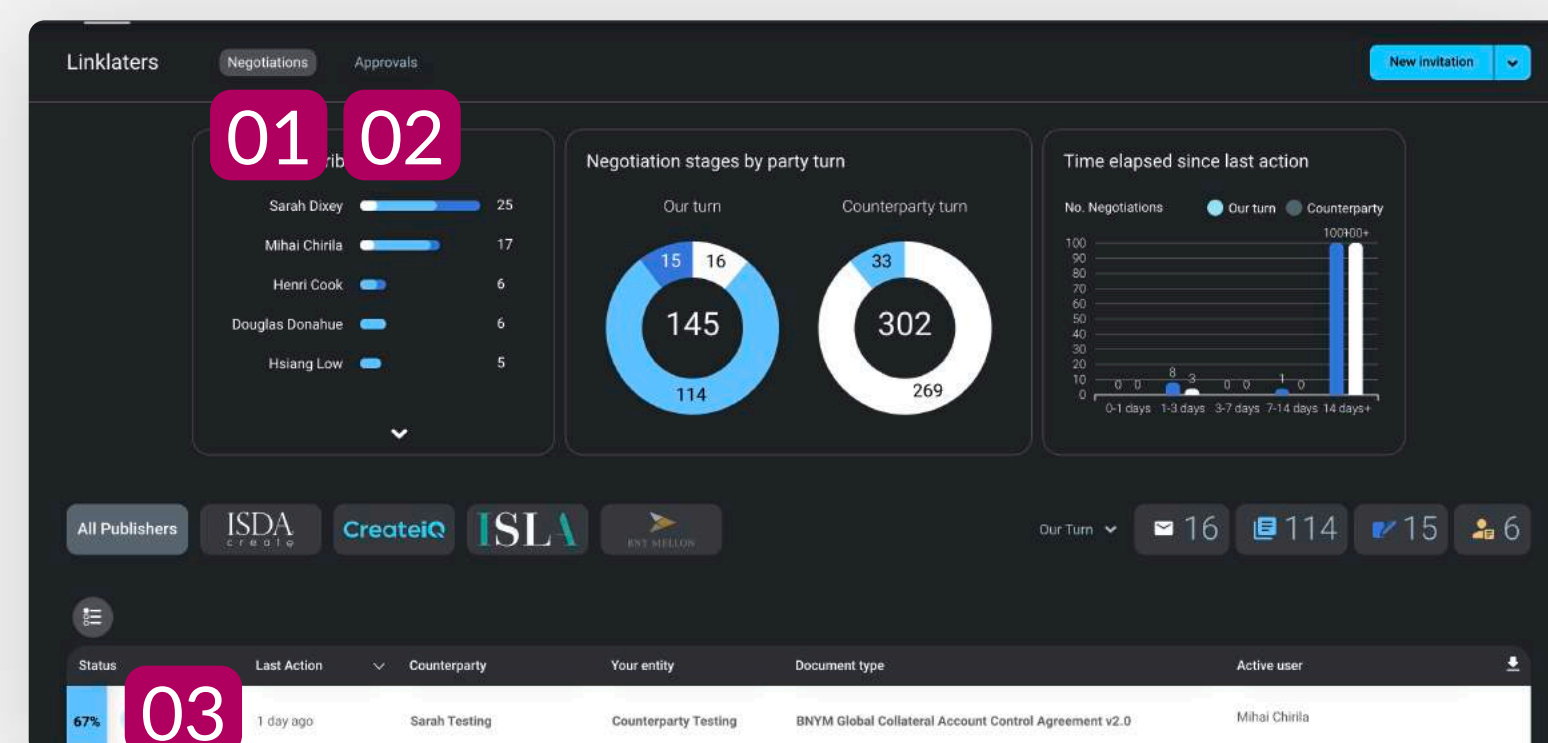 Linklaters Negotiations Approvals New invitation
01 02
Negotiation stages by party turn
Time elapsed since last action
Sarah Dixey 25
Mihai Chirila 17
Henri Cook 6
Douglas Donahue 6
Hsiang Low 5
Our turn Counterparty turn
15 16
145
114
33
302
269
No. Negotiations Our turn Counterparty
100+ 100+
100
90
80
70
60
50
40
30
20
10
0
0 0 8 3 0 0 1 0
0-1 days 1-3 days 3-7 days 7-14 days 14 days+
All Publishers ISDA create CreateiQ ISLA BNY MELLON Our Turn 16 114 15 6
Status Last Action Counterparty Your entity Document type Active user
67% 03 1 day ago Sarah Testing Counterparty Testing BNYM Global Collateral Account Control Agreement v2.0 Mihai Chirila